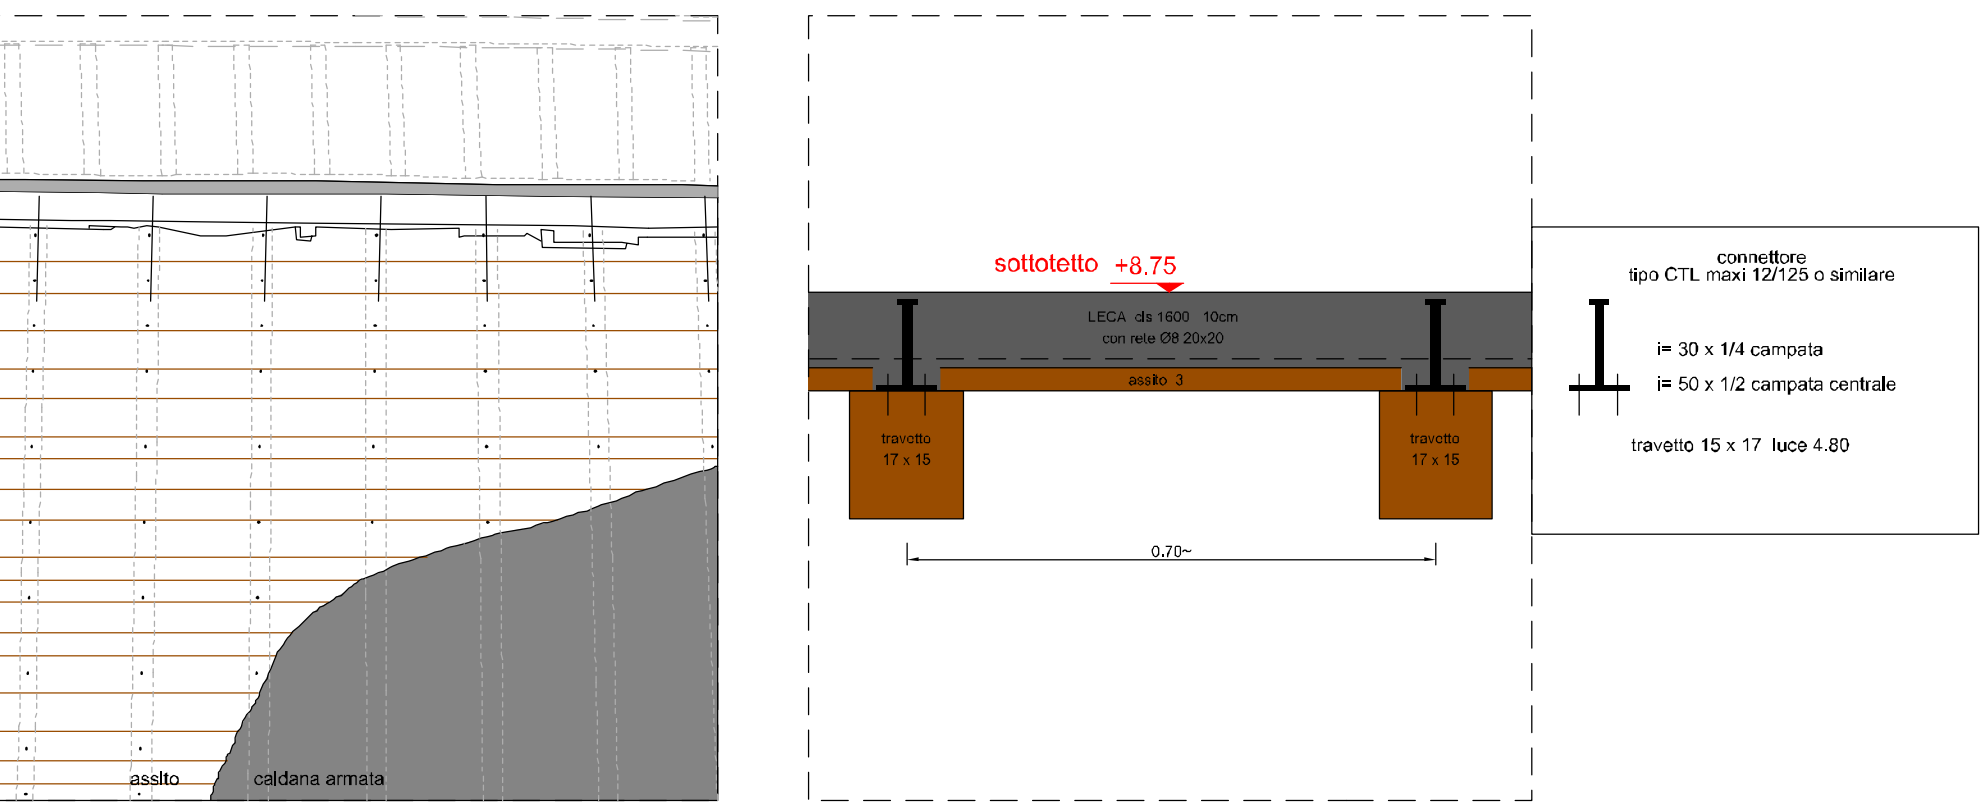 assito
caldana armata
sottotetto +8.75
LECA cls 1600 10cm
con rete Ø8 20x20
assito 3
travetto
17 x 15
travetto
17 x 15
0.70~
connettore
tipo CTL maxi 12/125 o similare
i= 30 x 1/4 campata
i= 50 x 1/2 campata centrale
travetto 15 x 17 luce 4.80